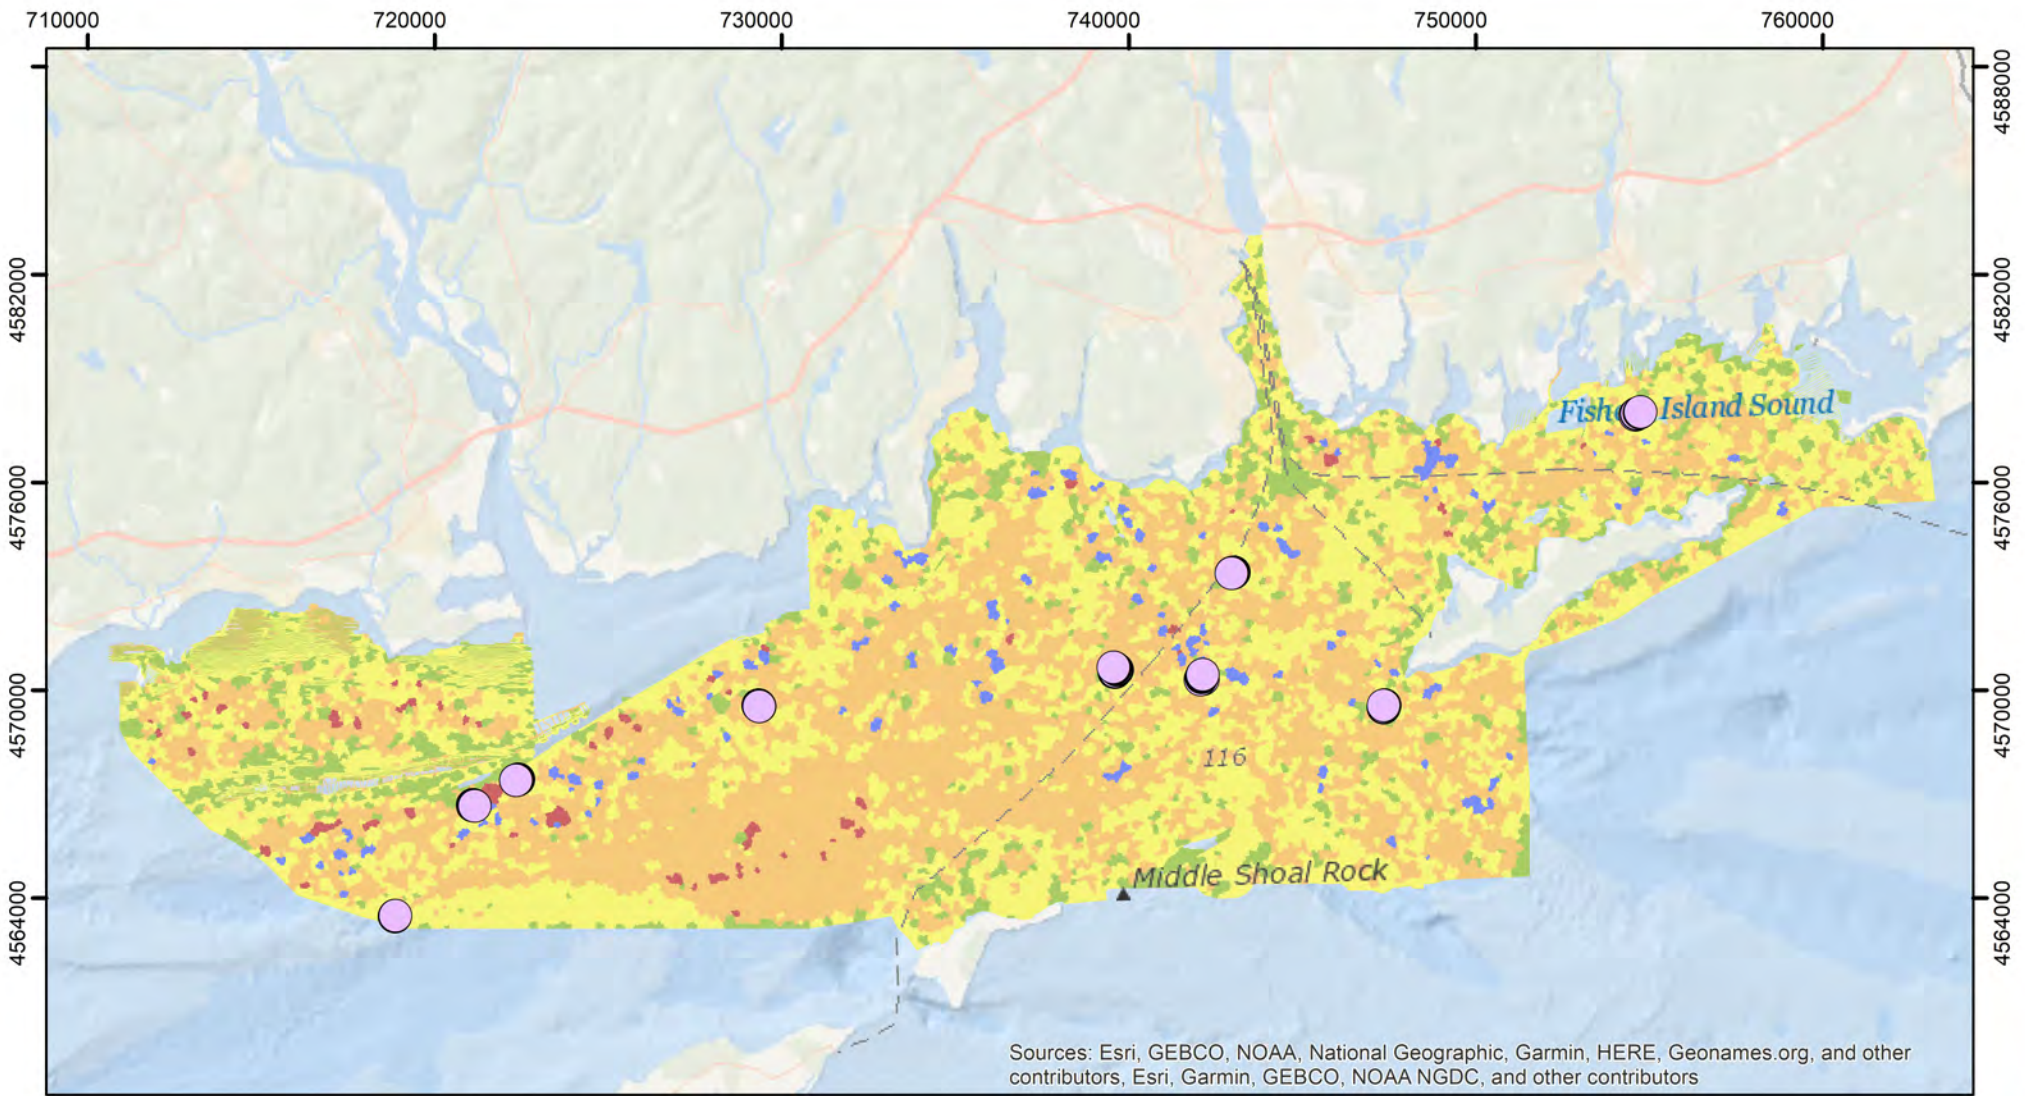 710000 720000 730000 740000 750000 760000
4588000
4582000 4582000
Fishe Island Sound
4576000 4576000
4570000 4570000
116
Middle Shoal Rock
4564000 4564000
Sources: Esri, GEBCO, NOAA, National Geographic, Garmin, HERE, Geonames.org, and other
contributors, Esri, Garmin, GEBCO, NOAA NGDC, and other contributors